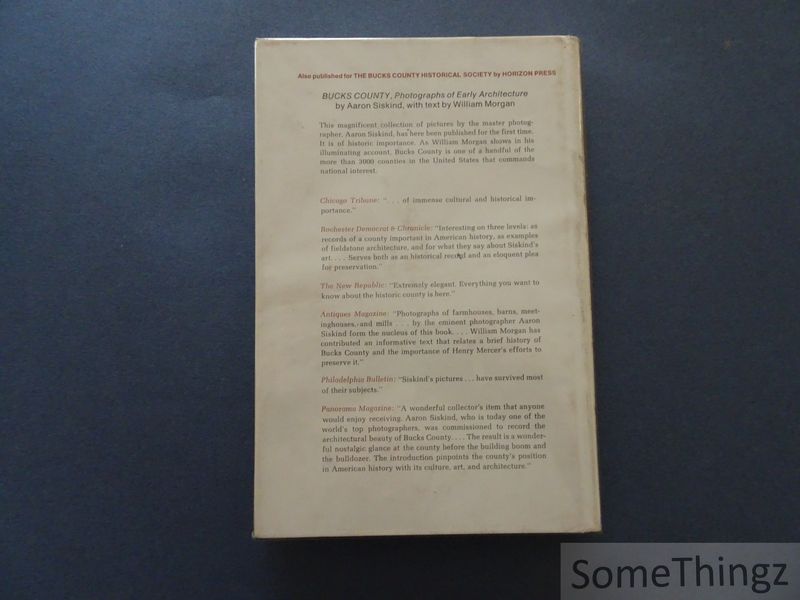 Also published for THE BUCKS COUNTY HISTORICAL SOCIETY by HORIZON PRESS
BUCKS COUNTY, Photographs of Early Architecture
by Aaron Siskind, with text by William Morgan
This magnificent collection of pictures by the master photog-
rapher, Aaron Siskind, has here been published for the first time.
It is of historic importance. As William Morgan shows in his
illuminating account, Bucks County is one of a handful of the
more than 3000 counties in the United States that commands
national interest.
Chicago Tribune: ". . . of immense cultural and historical im-
portance."
Rochester Democrat & Chronicle: "Interesting on three levels: as
records of a county important in American history, as examples
of fieldstone architecture, and for what they say about Siskind's
art. . . . Serves both as an historical record and an eloquent plea
for preservation."
The New Republic: "Extremely elegant. Everything you want to
know about the historic county is here."
Antiques Magazine: "Photographs of farmhouses, barns, meet-
inghouses, and mills . . . by the eminent photographer Aaron
Siskind form the nucleus of this book. . . . William Morgan has
contributed an informative text that relates a brief history of
Bucks County and the importance of Henry Mercer's efforts to
preserve it."
Philadelphia Bulletin: "Siskind's pictures . . . have survived most
of their subjects."
Panorama Magazine: "A wonderful collector's item that anyone
would enjoy receiving. Aaron Siskind, who is today one of the
world's top photographers, was commissioned to record the
architectural beauty of Bucks County. . . . The result is a wonder-
ful nostalgic glance at the county before the building boom and
the bulldozer. The introduction pinpoints the county's position
in American history with its culture, art, and architecture."
SomeThingz